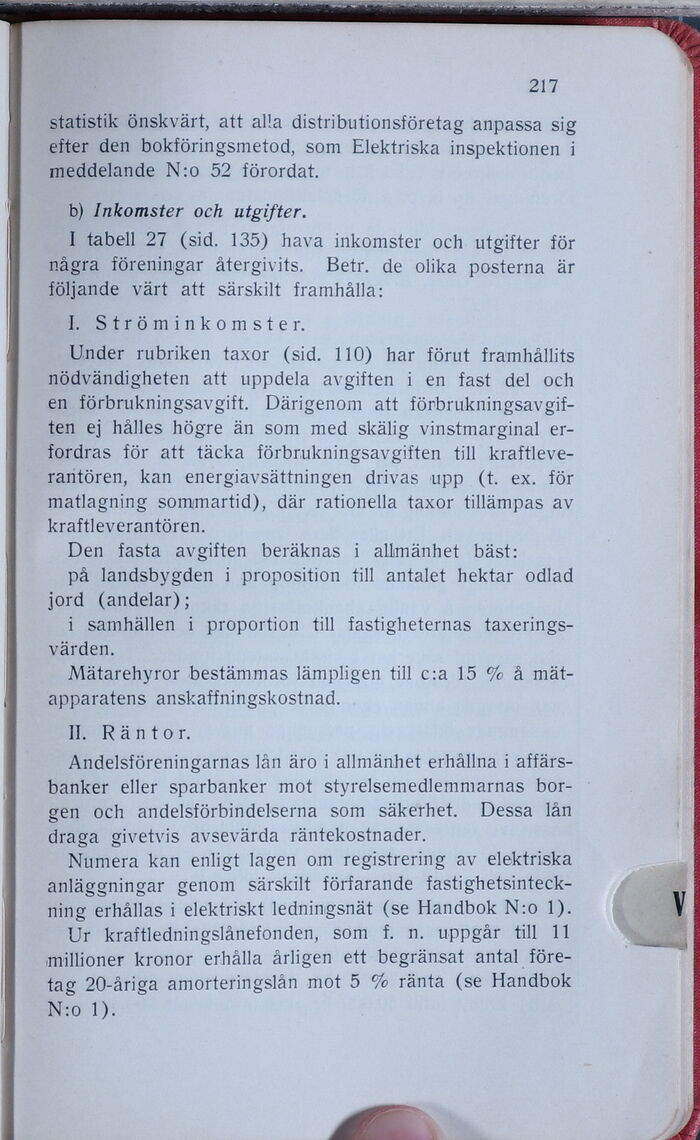 217
statistik önskvärt, att alla distributionsföretag anpassa sig
efter den bokföringsmetod, som Elektriska inspektionen i
meddelande N:o 52 förordat.
b) Inkomster och utgifter.
I tabell 27 (sid. 135) hava inkomster och utgifter för
några föreningar återgivits. Betr. de olika posterna är
följande värt att särskilt framhålla:
I. Ströminkomster.
Under rubriken taxor (sid. 110) har förut framhållits
nödvändigheten att uppdela avgiften i en fast del och
en förbrukningsavgift. Därigenom att förbrukningsavgif-
ten ej hålles högre än som med skälig vinstmarginal er-
fordras för att täcka förbrukningsavgiften till kraftleve-
rantören, kan energiavsättningen drivas upp (t. ex. för
matlagning sommartid), där rationella taxor tillämpas av
kraftleverantören.
Den fasta avgiften beräknas i allmänhet bäst:
på landsbygden i proposition till antalet hektar odlad
jord (andelar);
i samhällen i proportion till fastigheternas taxerings-
värden.
Mätarehyror bestämmas lämpligen till c:a 15 % å mät-
apparatens anskaffningskostnad.
II. Räntor.
Andelsföreningarnas lån äro i allmänhet erhållna i affärs-
banker eller sparbanker mot styrelsemedlemmarnas bor-
gen och andelsförbindelserna som säkerhet. Dessa lån
draga givetvis avsevärda räntekostnader.
Numera kan enligt lagen om registrering av elektriska
anläggningar genom särskilt förfarande fastighetsinteck-
ning erhållas i elektriskt ledningsnät (se Handbok N:o 1).
Ur kraftledningslånefonden, som f. n. uppgår till 11
millioner kronor erhålla årligen ett begränsat antal före-
tag 20-åriga amorteringslån mot 5 % ränta (se Handbok
N:o 1).
V